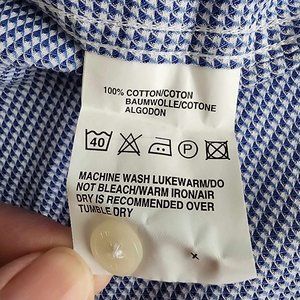 100% COTTON/COTON
BAUMWOLLE/COTONE
ALGODON
40 P
MACHINE WASH LUKEWARM/DO
NOT BLEACH/WARM IRON/AIR
DRY IS RECOMMENDED OVER
TUMBLE DRY